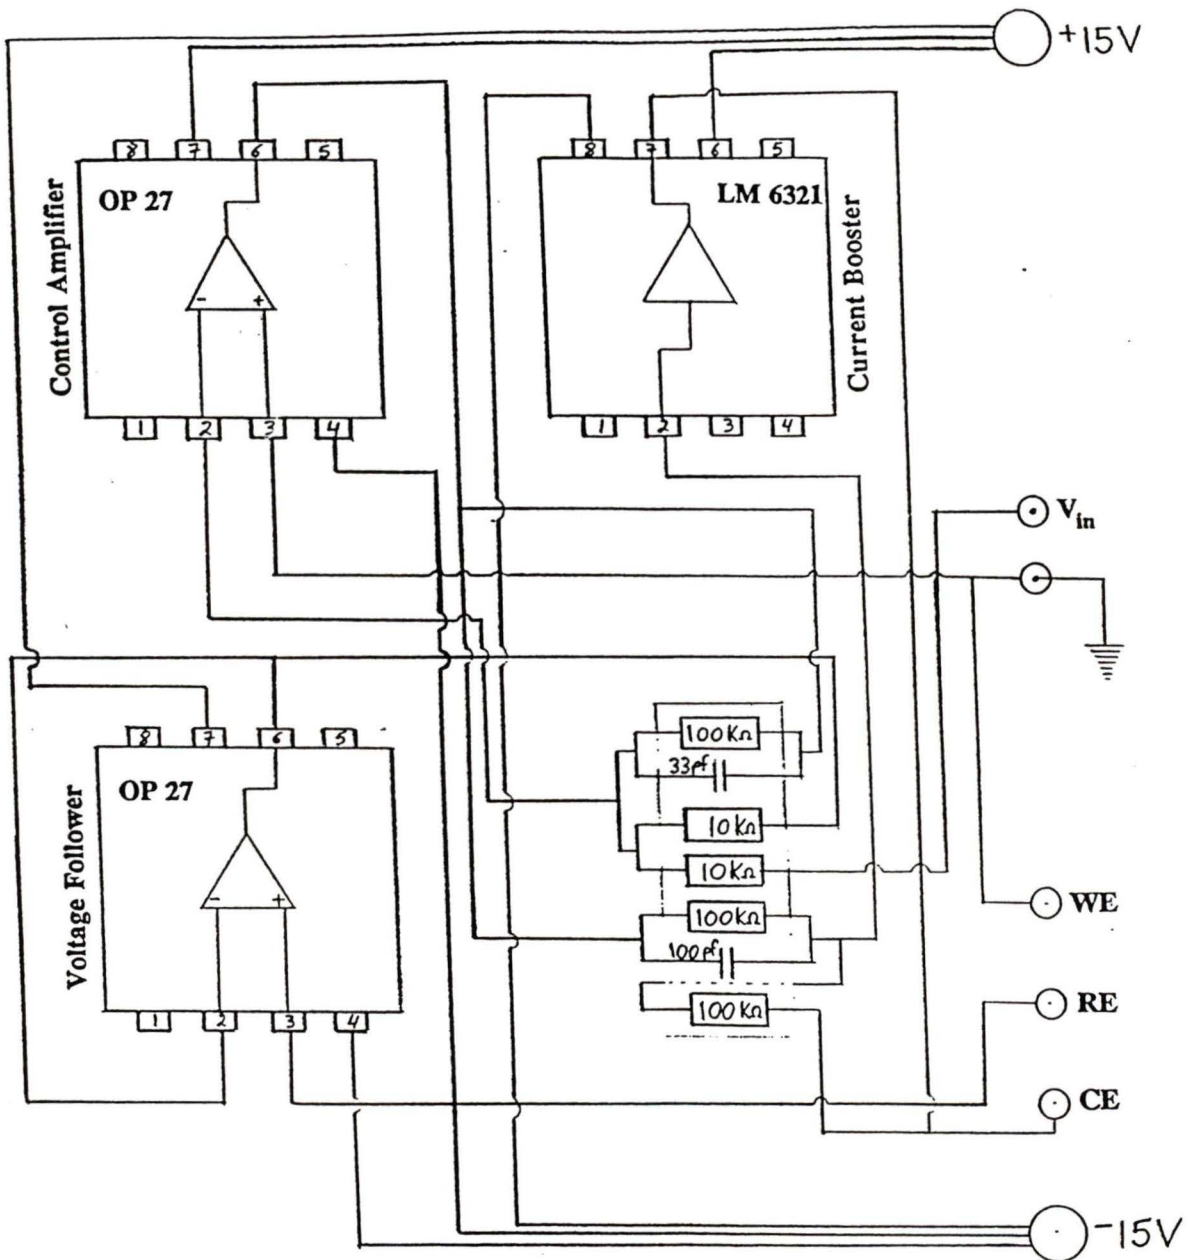 +15V
8 7 6 5
OP 27
Control Amplifier
- +
1 2 3 4
8 7 6 5
LM 6321
Current Booster
1 2 3 4
Vin
8 7 6 5
OP 27
Voltage Follower
- +
1 2 3 4
100KΩ
33pf
10KΩ
10KΩ
100KΩ
100pf
100KΩ
WE
RE
CE
-15V